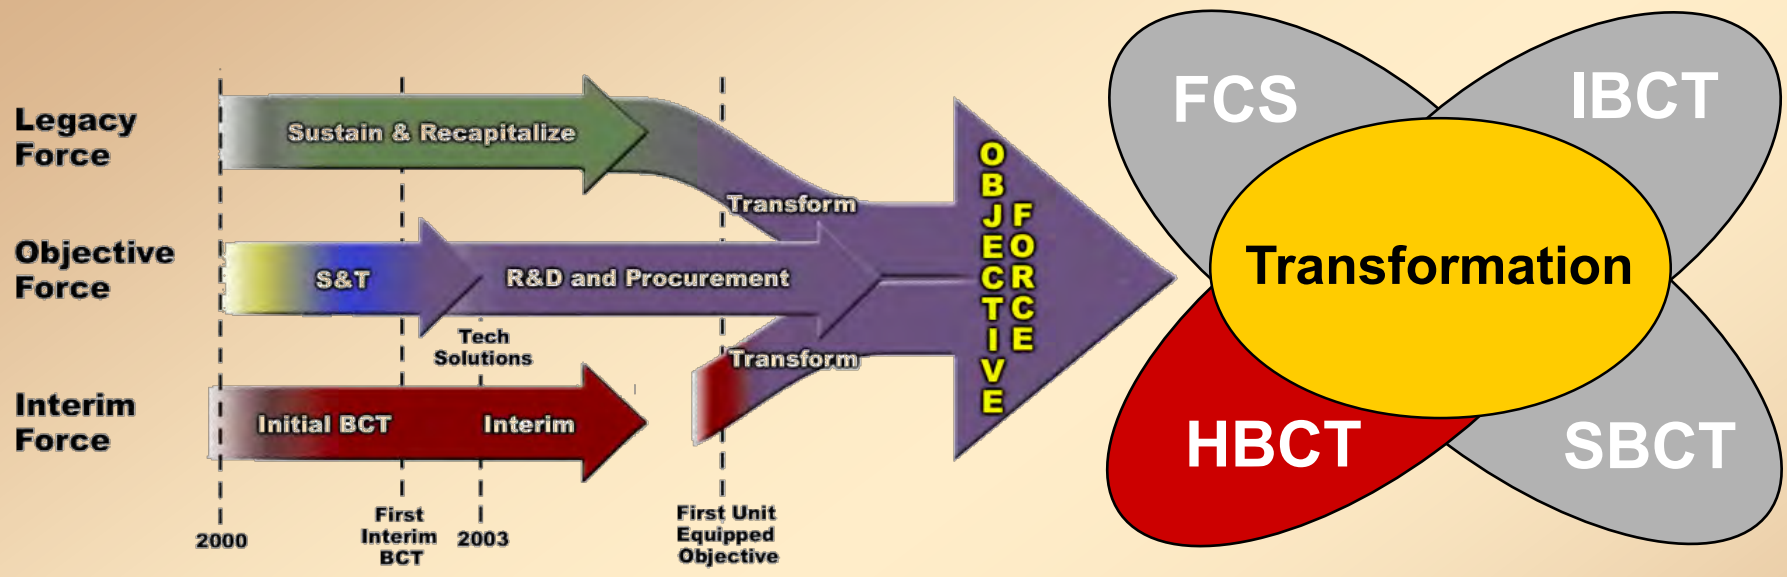 Legacy
Force
Sustain & Recapitalize
Transform
Objective
Force
S&T
R&D and Procurement
Tech
Solutions
Interim
Force
Initial BCT
Interim
Transform
OBJECTIVE
FORCE
2000
First
Interim
BCT
2003
First Unit
Equipped
Objective
FCS
IBCT
Transformation
HBCT
SBCT